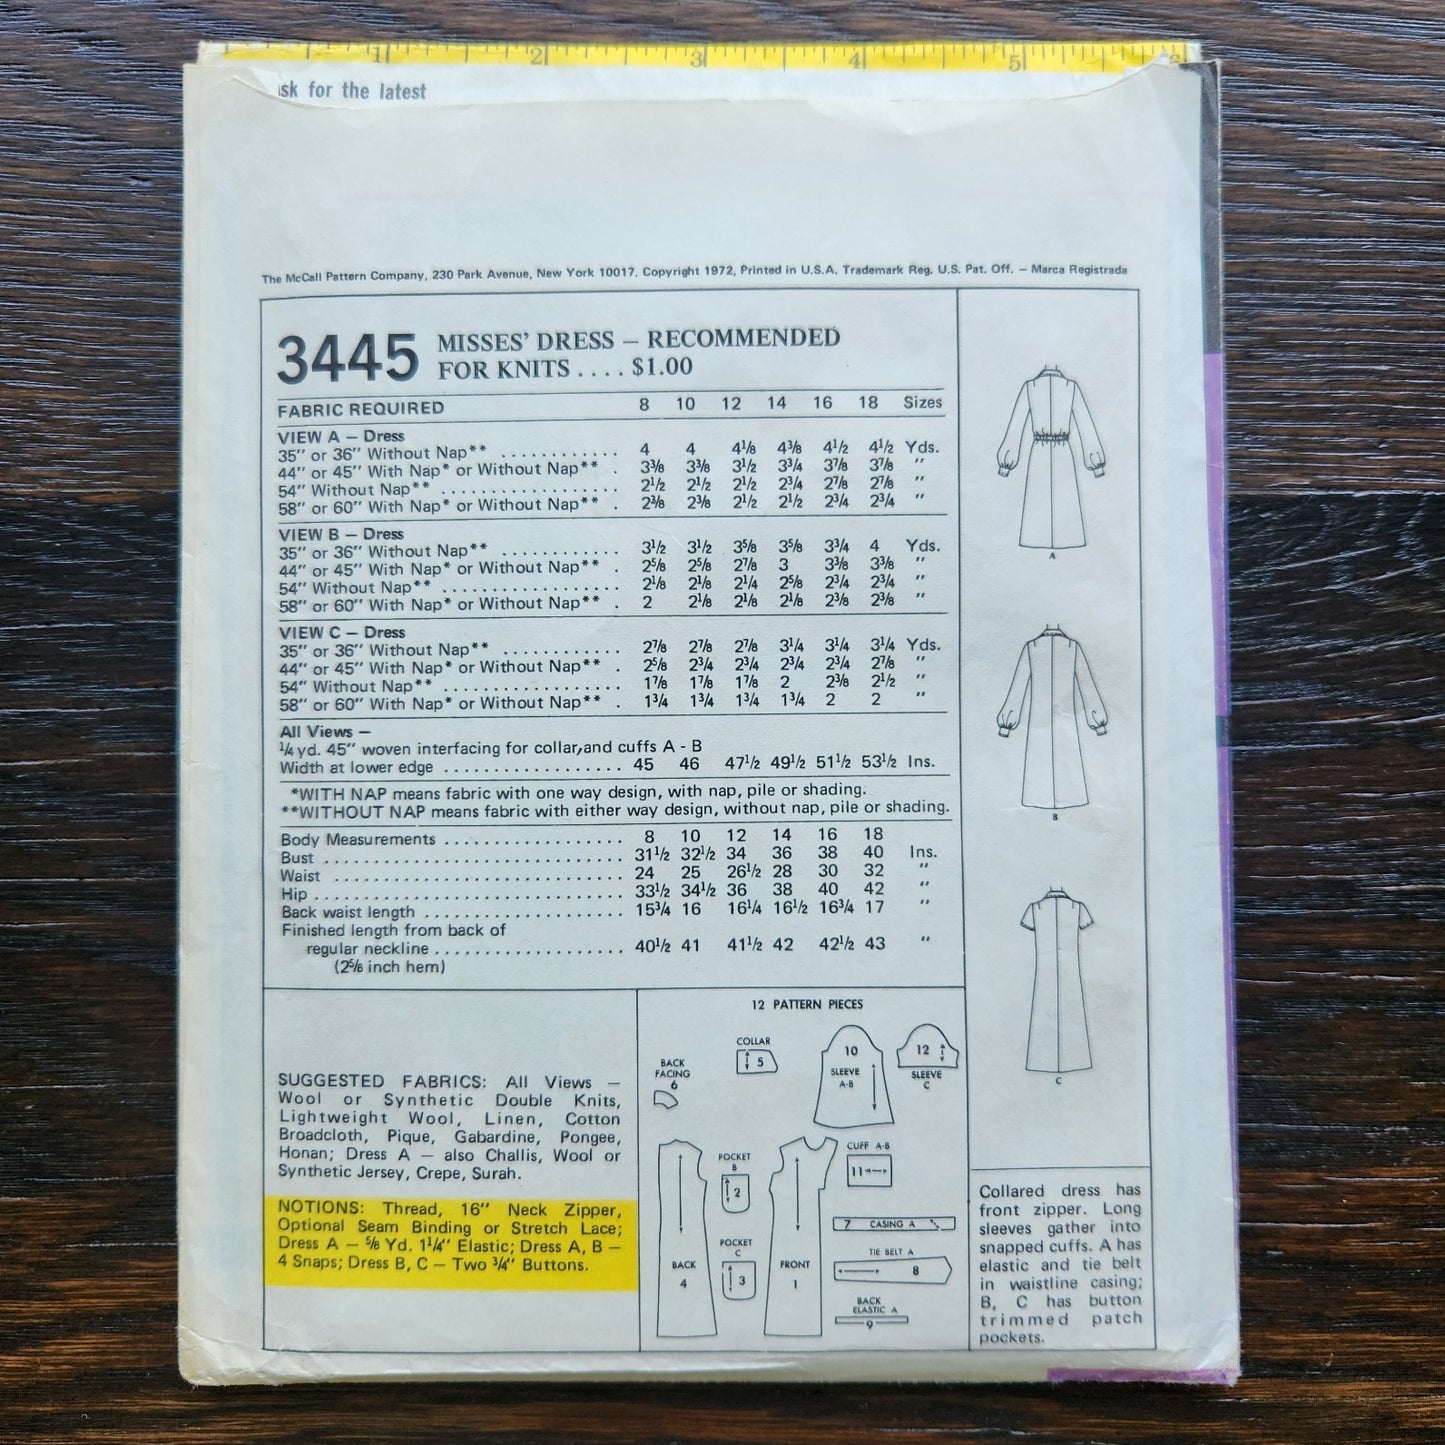 1 2 3 4 5 6
ask for the latest
The McCall Pattern Company, 230 Park Avenue, New York 10017. Copyright 1972, Printed in U.S.A. Trademark Reg. U.S. Pat. Off. – Marca Registrada
3445 MISSES' DRESS – RECOMMENDED
FOR KNITS .... $1.00
FABRIC REQUIRED 8 10 12 14 16 18 Sizes
VIEW A – Dress
35" or 36" Without Nap** ............ 4 4 4⅛ 4⅜ 4½ 4½ Yds.
44" or 45" With Nap* or Without Nap** . 3⅜ 3⅜ 3½ 3¾ 3⅞ 3⅞ "
54" Without Nap** .................. 2½ 2½ 2½ 2¾ 2⅞ 2⅞ "
58" or 60" With Nap* or Without Nap** . 2⅜ 2⅜ 2½ 2½ 2¾ 2¾ "
VIEW B – Dress
35" or 36" Without Nap** ............ 3½ 3½ 3⅝ 3⅝ 3¾ 4 Yds.
44" or 45" With Nap* or Without Nap** . 2⅝ 2⅝ 2⅞ 3 3⅜ 3⅜ "
54" Without Nap** .................. 2⅛ 2⅛ 2¼ 2⅝ 2¾ 2¾ "
58" or 60" With Nap* or Without Nap** . 2 2⅛ 2⅛ 2⅛ 2⅜ 2⅜ "
VIEW C – Dress
35" or 36" Without Nap** ............ 2⅞ 2⅞ 2⅞ 3¼ 3¼ 3¼ Yds.
44" or 45" With Nap* or Without Nap** . 2⅝ 2¾ 2¾ 2¾ 2¾ 2⅞ "
54" Without Nap** .................. 1⅞ 1⅞ 1⅞ 2 2⅜ 2½ "
58" or 60" With Nap* or Without Nap** . 1¾ 1¾ 1¾ 1¾ 2 2 "
All Views –
¼ yd. 45" woven interfacing for collar,and cuffs A - B
Width at lower edge .................. 45 46 47½ 49½ 51½ 53½ Ins.
*WITH NAP means fabric with one way design, with nap, pile or shading.
**WITHOUT NAP means fabric with either way design, without nap, pile or shading.
Body Measurements .................. 8 10 12 14 16 18
Bust .............................. 31½ 32½ 34 36 38 40 Ins.
Waist ............................. 24 25 26½ 28 30 32 "
Hip ............................... 33½ 34½ 36 38 40 42 "
Back waist length .................... 15¾ 16 16¼ 16½ 16¾ 17 "
Finished length from back of
regular neckline ................... 40½ 41 41½ 42 42½ 43 "
(2⅝ inch hem)
SUGGESTED FABRICS: All Views –
Wool or Synthetic Double Knits,
Lightweight Wool, Linen, Cotton
Broadcloth, Pique, Gabardine, Pongee,
Honan; Dress A – also Challis, Wool or
Synthetic Jersey, Crepe, Surah.
NOTIONS: Thread, 16" Neck Zipper,
Optional Seam Binding or Stretch Lace;
Dress A – ⅝ Yd. 1¼" Elastic; Dress A, B –
4 Snaps; Dress B, C – Two ¾" Buttons.
12 PATTERN PIECES
BACK
FACING
6
COLLAR
5
10
SLEEVE
A-B
12
SLEEVE
C
BACK
4
POCKET
B
2
POCKET
C
3
FRONT
1
CUFF A-B
11
7 CASING A
TIE BELT A
8
BACK
ELASTIC A
9
A
B
C
Collared dress has
front zipper. Long
sleeves gather into
snapped cuffs. A has
elastic and tie belt
in waistline casing;
B, C has button
trimmed patch
pockets.